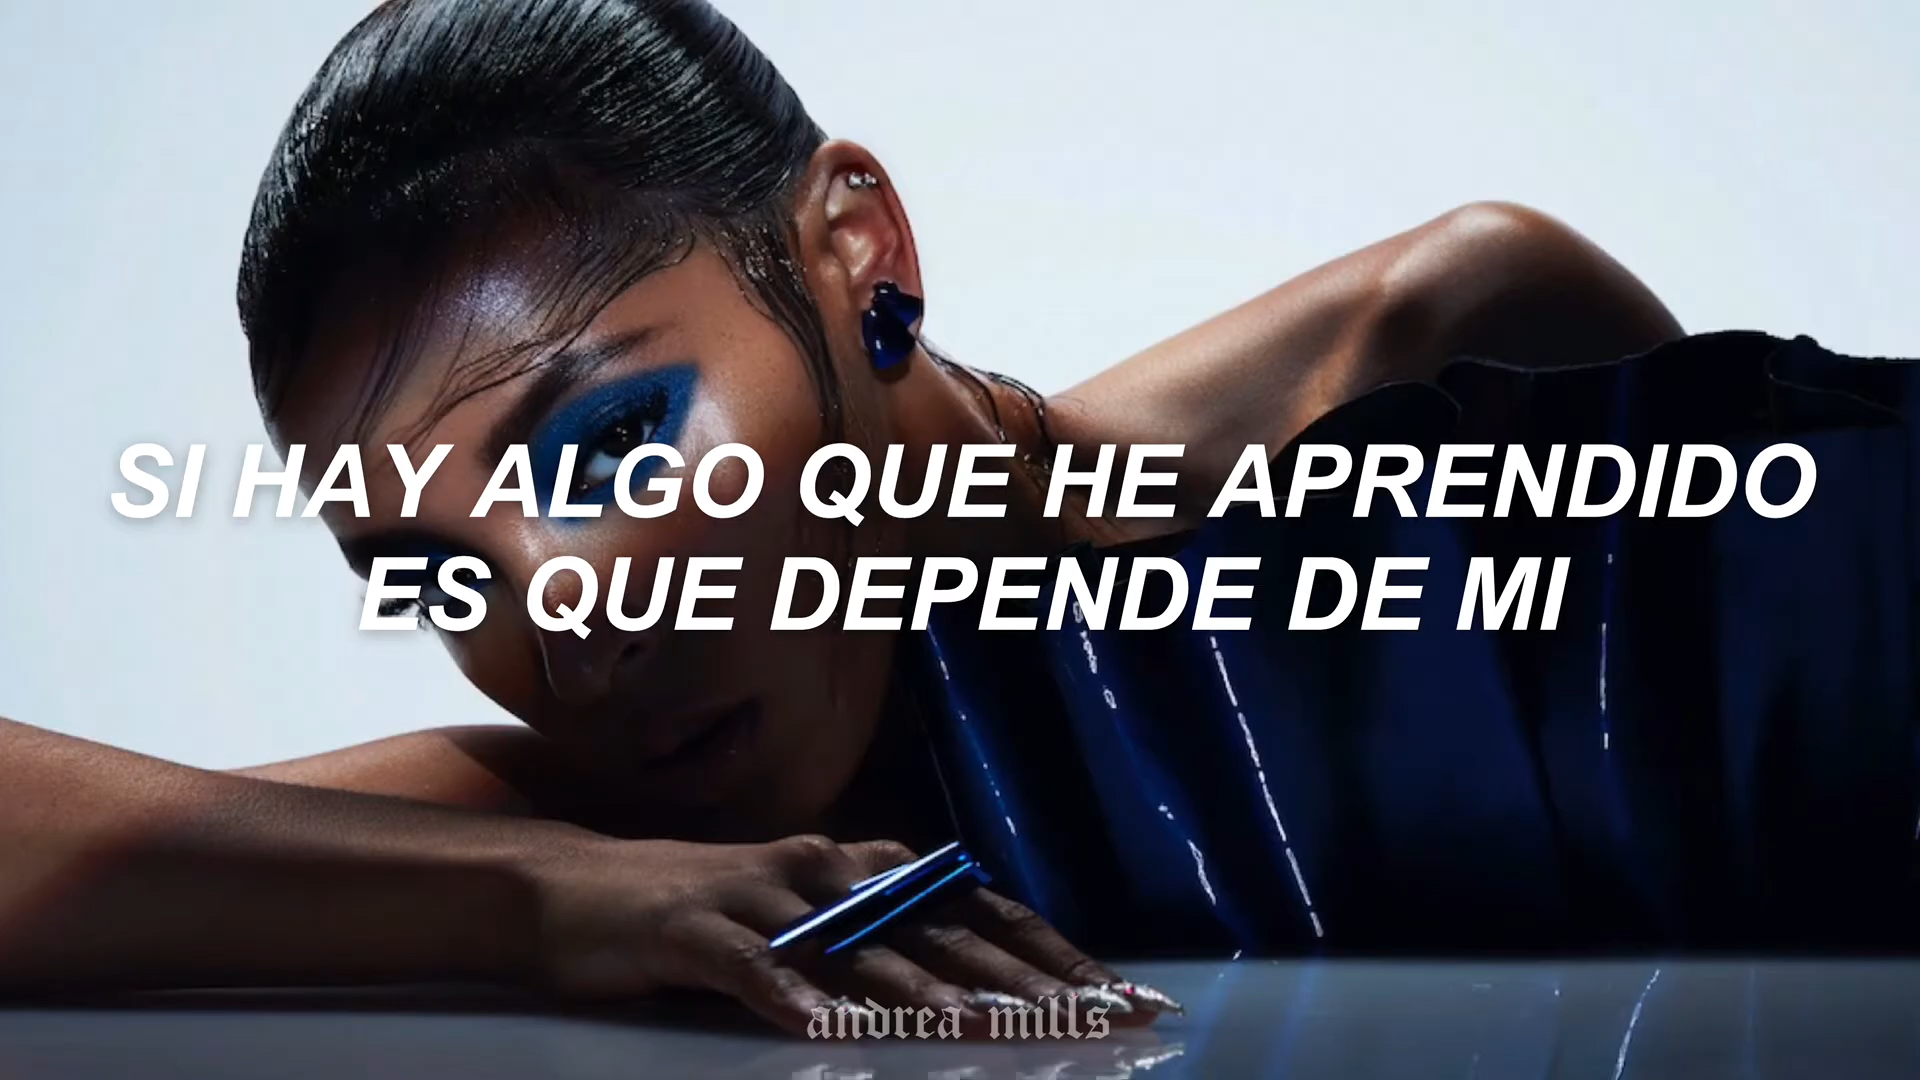 SI HAY ALGO QUE HE APRENDIDO
ES QUE DEPENDE DE MI
andrea mills